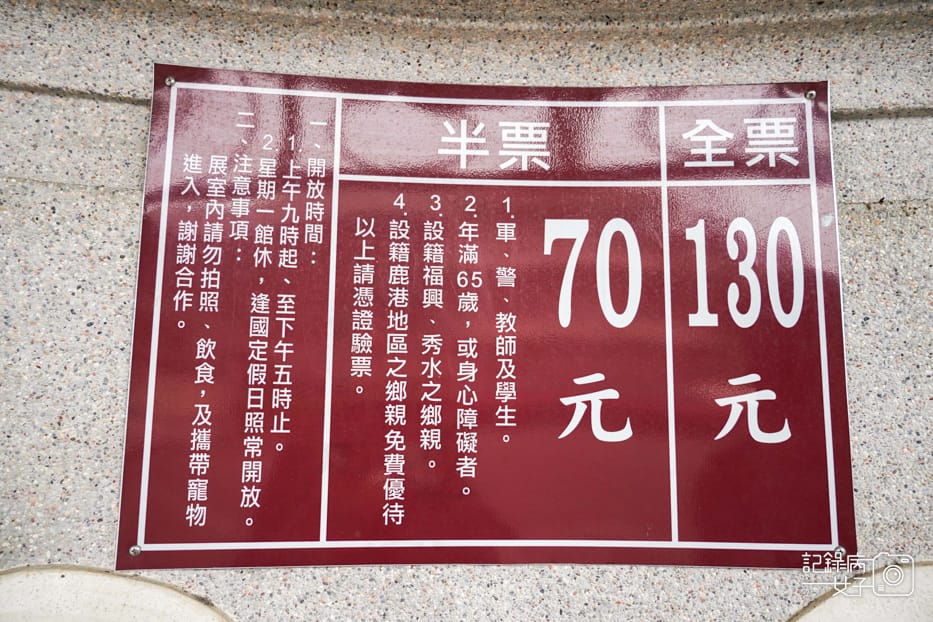 全票
130
元
半票
70
元
1.軍、警、教師及學生。
2.年滿65歲，或身心障礙者。
3.設籍福興、秀水之鄉親。
4.設籍鹿港地區之鄉親免費優待
以上請憑證驗票。
一、開放時間：
1.上午九時起、至下午五時止。
2.星期一館休，逢國定假日照常開放。
二、注意事項：
展室內請勿拍照、飲食，及攜帶寵物
進入，謝謝合作。
記錄病
女子